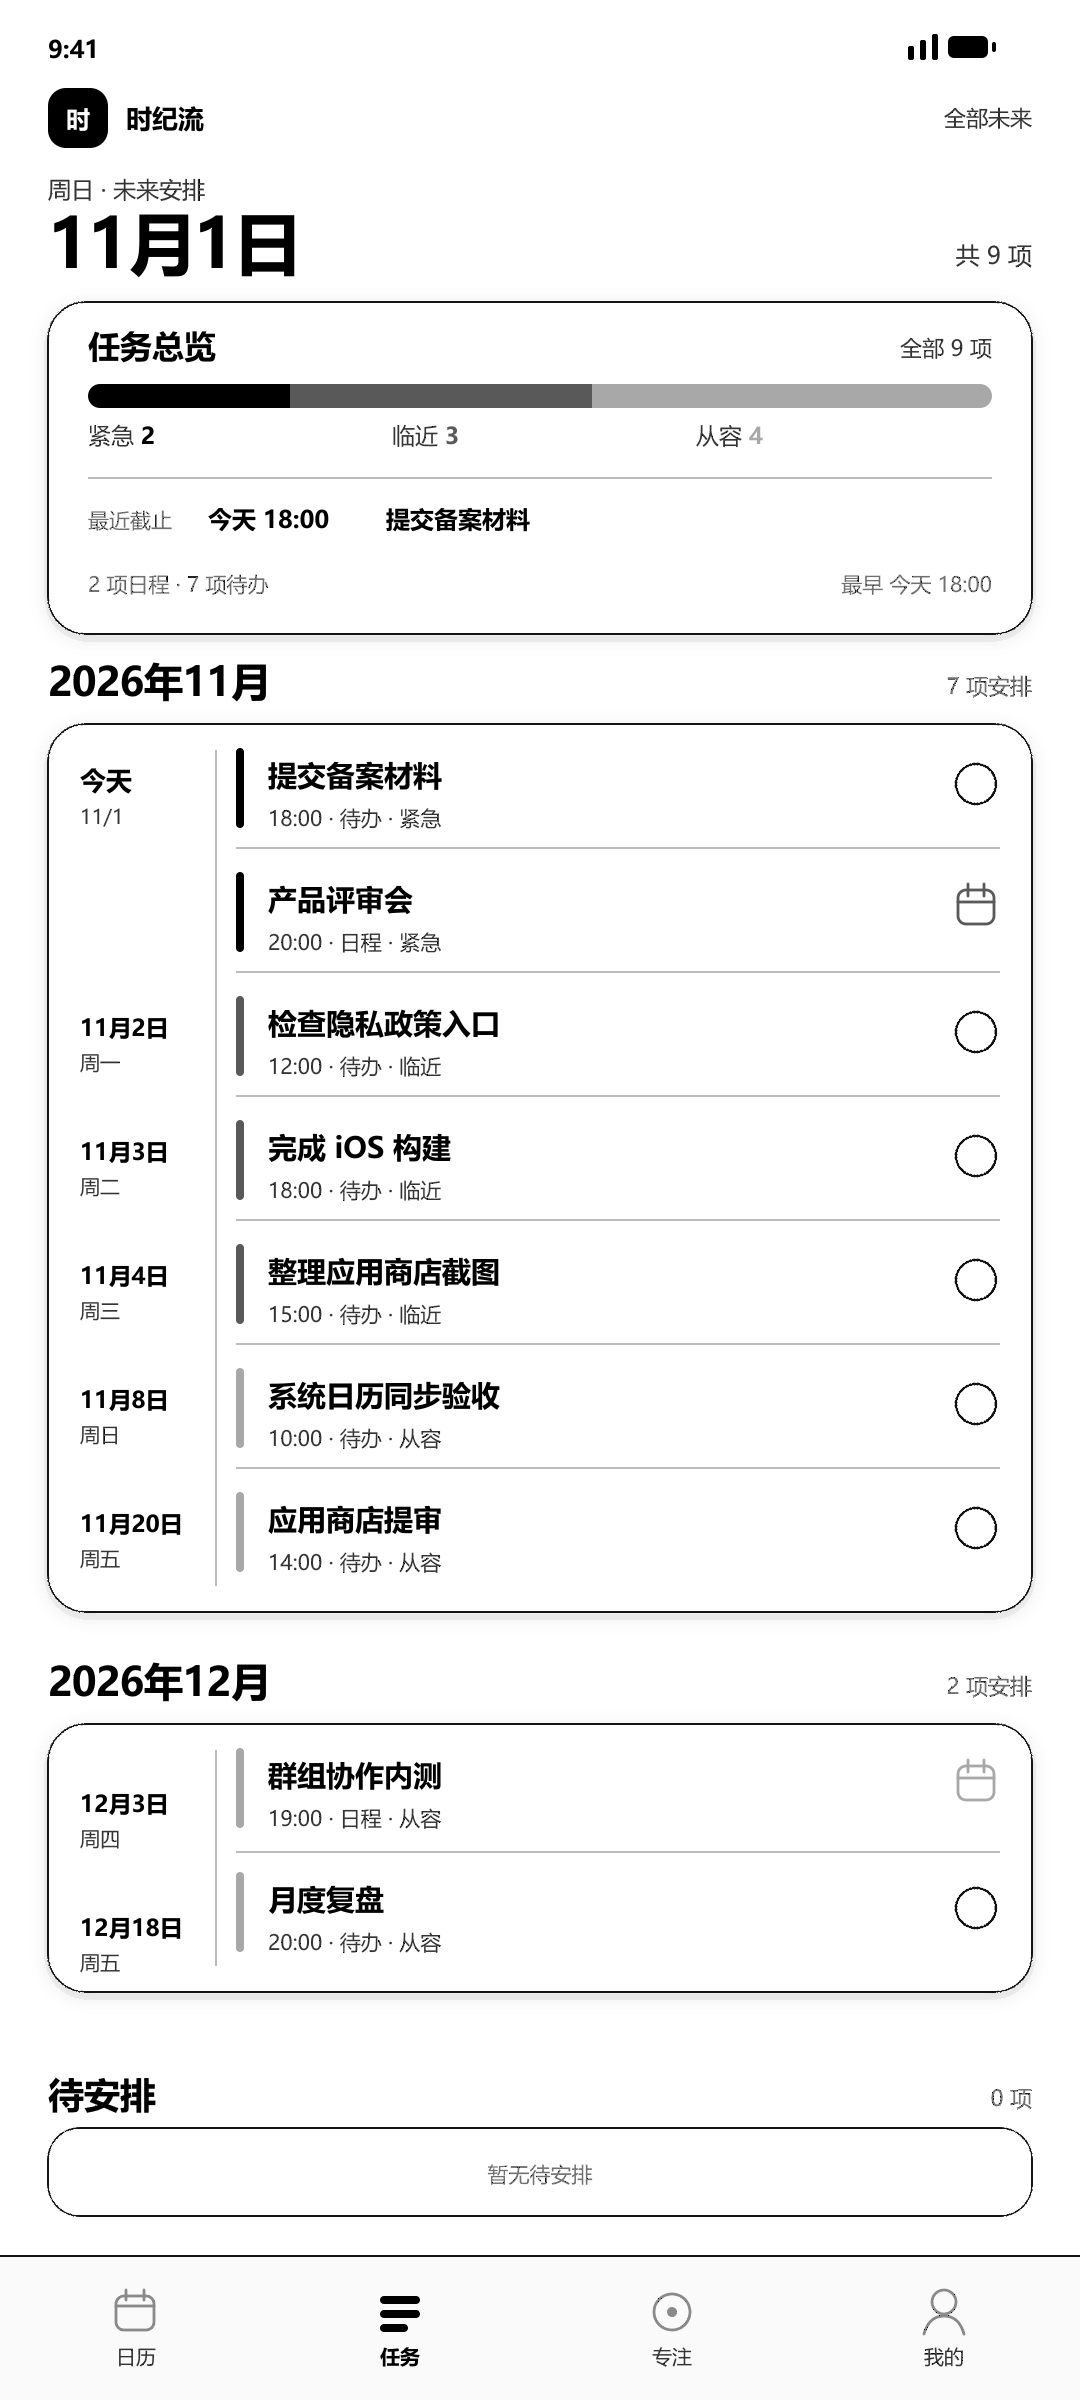 9:41
时 时纪流 全部未来
周日 · 未来安排
11月1日 共 9 项
任务总览 全部 9 项
紧急 2 临近 3 从容 4
最近截止 今天 18:00 提交备案材料
2 项日程 · 7 项待办 最早 今天 18:00
2026年11月 7 项安排
今天 提交备案材料
11/1 18:00 · 待办 · 紧急
产品评审会
20:00 · 日程 · 紧急
11月2日 检查隐私政策入口
周一 12:00 · 待办 · 临近
11月3日 完成 iOS 构建
周二 18:00 · 待办 · 临近
11月4日 整理应用商店截图
周三 15:00 · 待办 · 临近
11月8日 系统日历同步验收
周日 10:00 · 待办 · 从容
11月20日 应用商店提审
周五 14:00 · 待办 · 从容
2026年12月 2 项安排
12月3日 群组协作内测
周四 19:00 · 日程 · 从容
12月18日 月度复盘
周五 20:00 · 待办 · 从容
待安排 0 项
暂无待安排
日历 任务 专注 我的